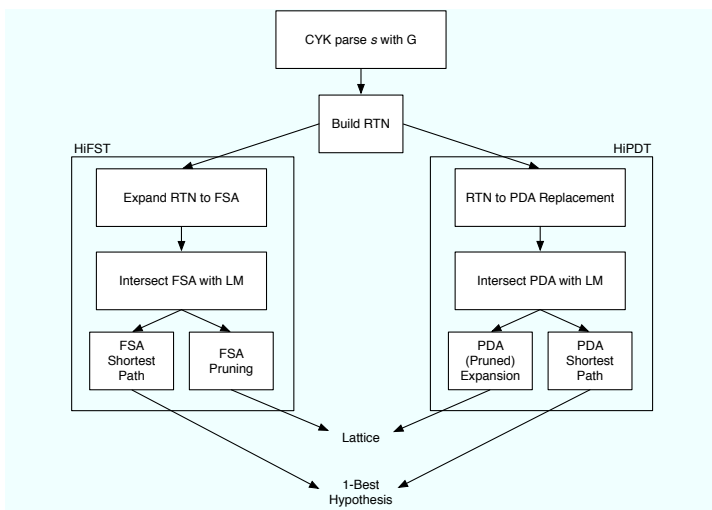 CYK parse s with G
Build RTN
HiFST
HiPDT
Expand RTN to FSA
RTN to PDA Replacement
Intersect FSA with LM
Intersect PDA with LM
FSA
Shortest
Path
FSA
Pruning
PDA
(Pruned)
Expansion
PDA
Shortest
Path
Lattice
1-Best
Hypothesis